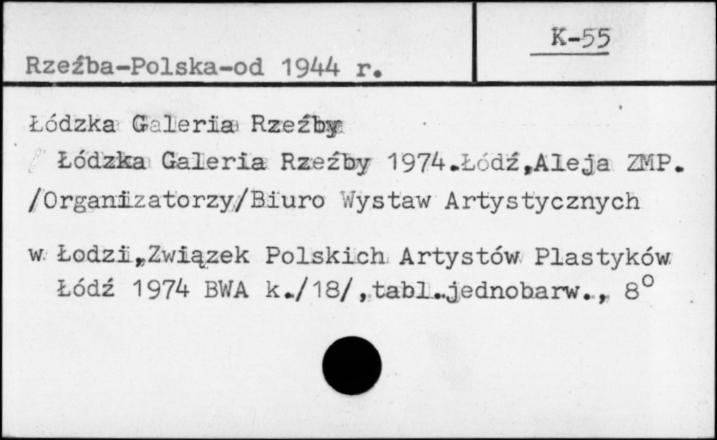 K-55
Rzeźba-Polska-od 1944 r.
Łódzka Galeria Rzeźby
Łódzka Galeria Rzeźby 1974.Łódź,Aleja ZMP.
/Organizatorzy/Biuro Wystaw Artystycznych
w Łodzi,Związek Polskich Artystów Plastyków
Łódź 1974 BWA k./18/,tabl.jednobarw., 8°